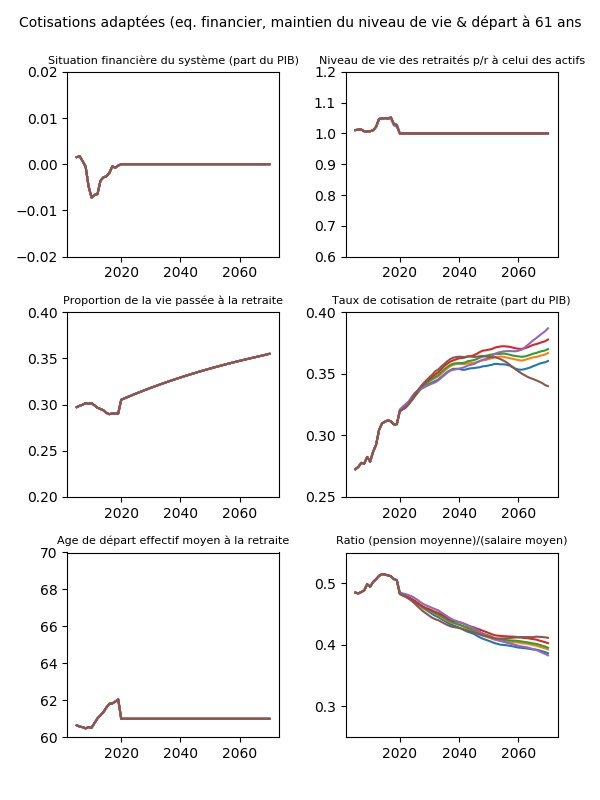 Cotisations adaptées (eq. financier, maintien du niveau de vie & départ à 61 ans
Situation financière du système (part du PIB)
Niveau de vie des retraités p/r à celui des actifs
0.02
0.01
0.00
−0.01
−0.02
2020 2040 2060
1.2
1.1
1.0
0.9
0.8
0.7
0.6
2020 2040 2060
Proportion de la vie passée à la retraite
Taux de cotisation de retraite (part du PIB)
0.40
0.35
0.30
0.25
0.20
2020 2040 2060
0.40
0.35
0.30
0.25
2020 2040 2060
Age de départ effectif moyen à la retraite
Ratio (pension moyenne)/(salaire moyen)
70
68
66
64
62
60
2020 2040 2060
0.5
0.4
0.3
2020 2040 2060